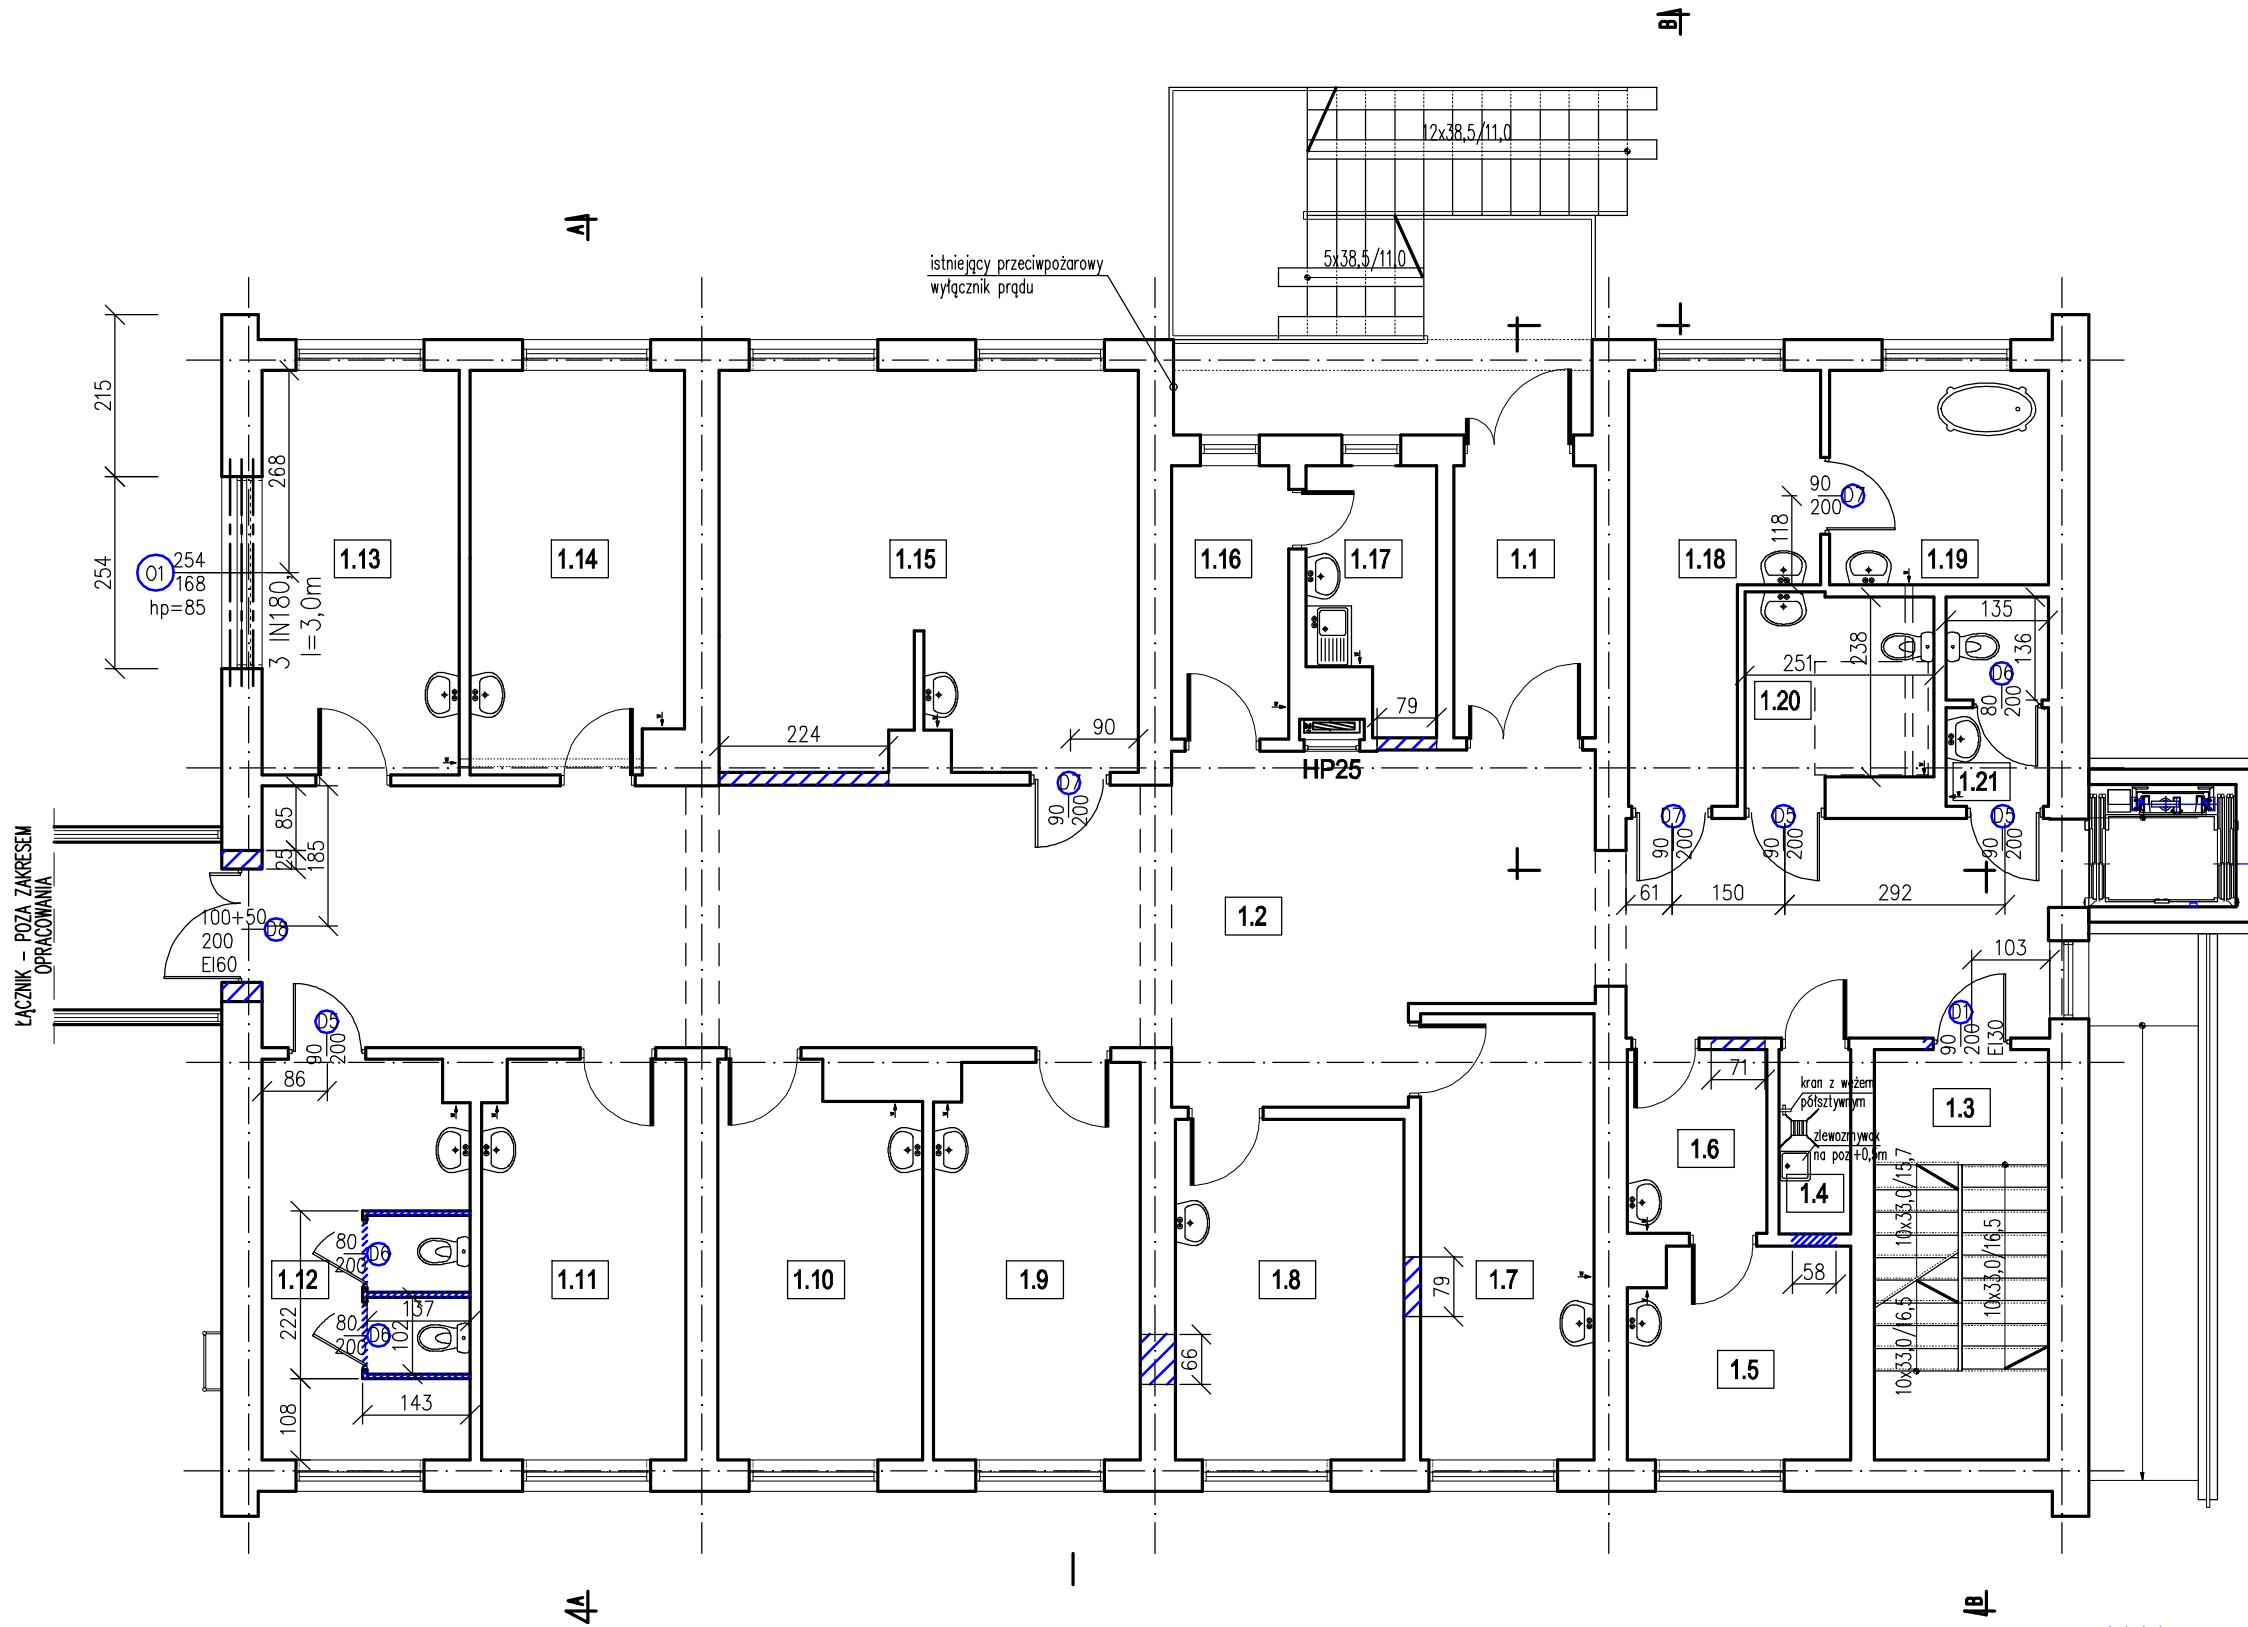 B
12x38,5/11,0
A
5x38,5/11,0
istniejący przeciwpożarowy
wyłącznik prądu
215
268
254
O1
254
168
hp=85
3 IN180,
l=3,0m
1.13
1.14
1.15
1.16
1.17
1.1
1.18
1.19
90
200
D7
118
135
136
238
251
D6
80
200
1.20
1.21
79
224
90
HP25
D7
90
200
D7
90
200
D5
90
200
D5
90
200
61
150
292
85
25
185
ŁĄCZNIK - POZA ZAKRESEM
OPRACOWANIA
100+50
200
EI60
D8
1.2
103
D1
90
200
EI30
D5
90
200
86
71
kran z wężem
półsztywnym
zlewozmywak
na poz.+0,5m
1.3
1.6
1.4
10x33,0/15,7
10x33,0/16,5
10x33,0/16,5
80
200
D6
1.12
1.11
1.10
1.9
1.8
79
1.7
58
137
222
80
200
D6
102
66
1.5
143
108
A
B